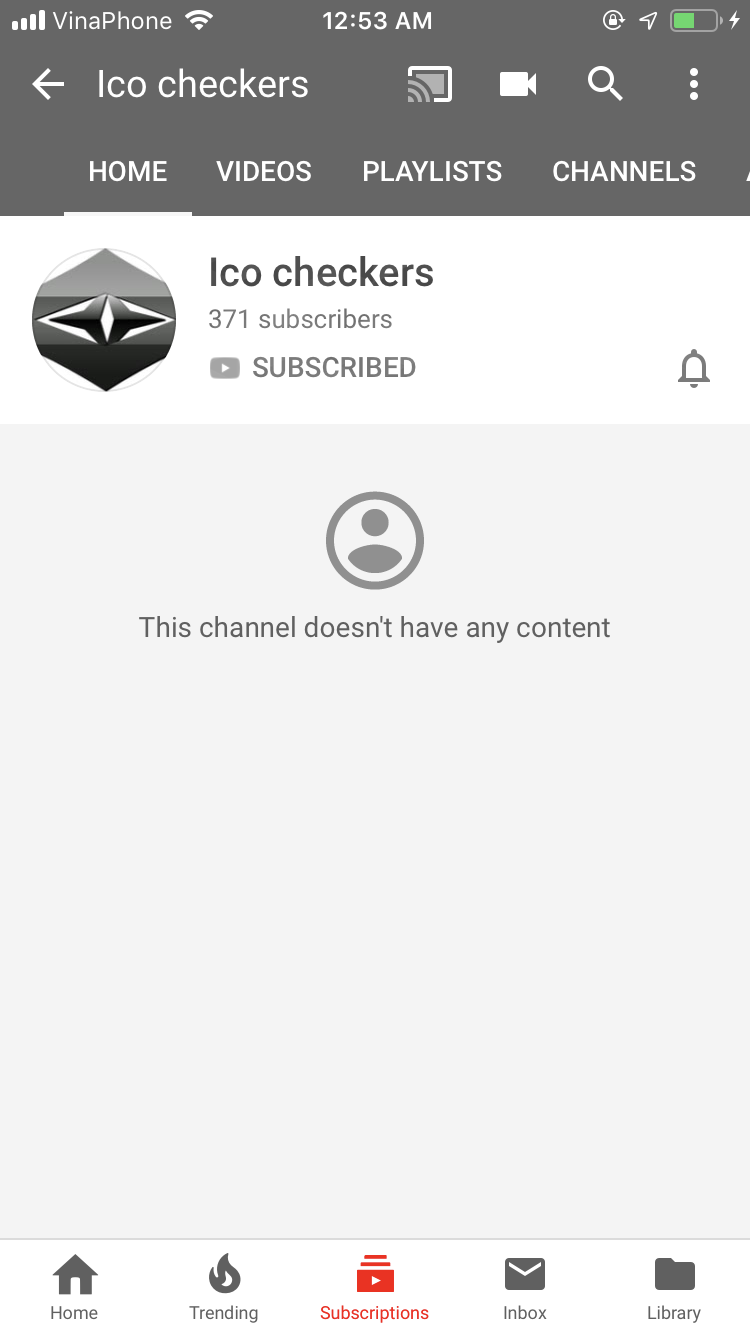 VinaPhone 12:53 AM
Ico checkers
HOME VIDEOS PLAYLISTS CHANNELS
Ico checkers
371 subscribers
SUBSCRIBED
This channel doesn't have any content
Home Trending Subscriptions Inbox Library